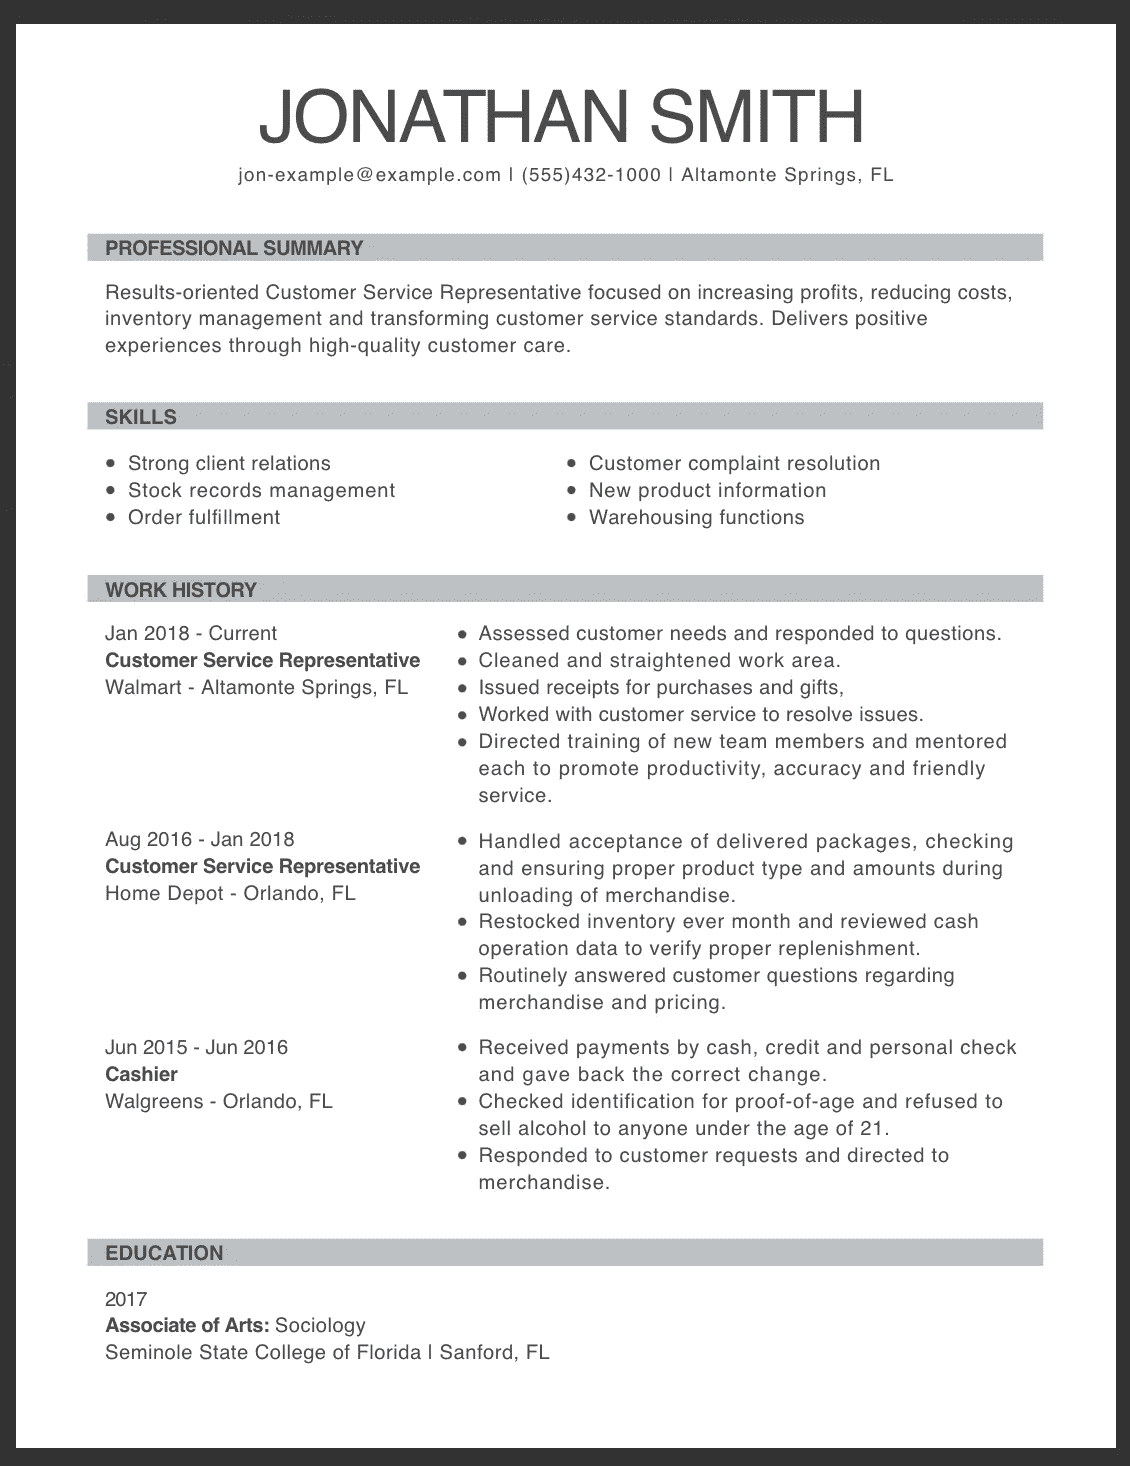 JONATHAN SMITH
jon-example@example.com | (555)432-1000 | Altamonte Springs, FL
PROFESSIONAL SUMMARY
Results-oriented Customer Service Representative focused on increasing profits, reducing costs,
inventory management and transforming customer service standards. Delivers positive
experiences through high-quality customer care.
SKILLS
• Strong client relations
• Stock records management
• Order fulfillment
• Customer complaint resolution
• New product information
• Warehousing functions
WORK HISTORY
Jan 2018 - Current
Customer Service Representative
Walmart - Altamonte Springs, FL
• Assessed customer needs and responded to questions.
• Cleaned and straightened work area.
• Issued receipts for purchases and gifts,
• Worked with customer service to resolve issues.
• Directed training of new team members and mentored
each to promote productivity, accuracy and friendly
service.
Aug 2016 - Jan 2018
Customer Service Representative
Home Depot - Orlando, FL
• Handled acceptance of delivered packages, checking
and ensuring proper product type and amounts during
unloading of merchandise.
• Restocked inventory ever month and reviewed cash
operation data to verify proper replenishment.
• Routinely answered customer questions regarding
merchandise and pricing.
Jun 2015 - Jun 2016
Cashier
Walgreens - Orlando, FL
• Received payments by cash, credit and personal check
and gave back the correct change.
• Checked identification for proof-of-age and refused to
sell alcohol to anyone under the age of 21.
• Responded to customer requests and directed to
merchandise.
EDUCATION
2017
Associate of Arts: Sociology
Seminole State College of Florida | Sanford, FL